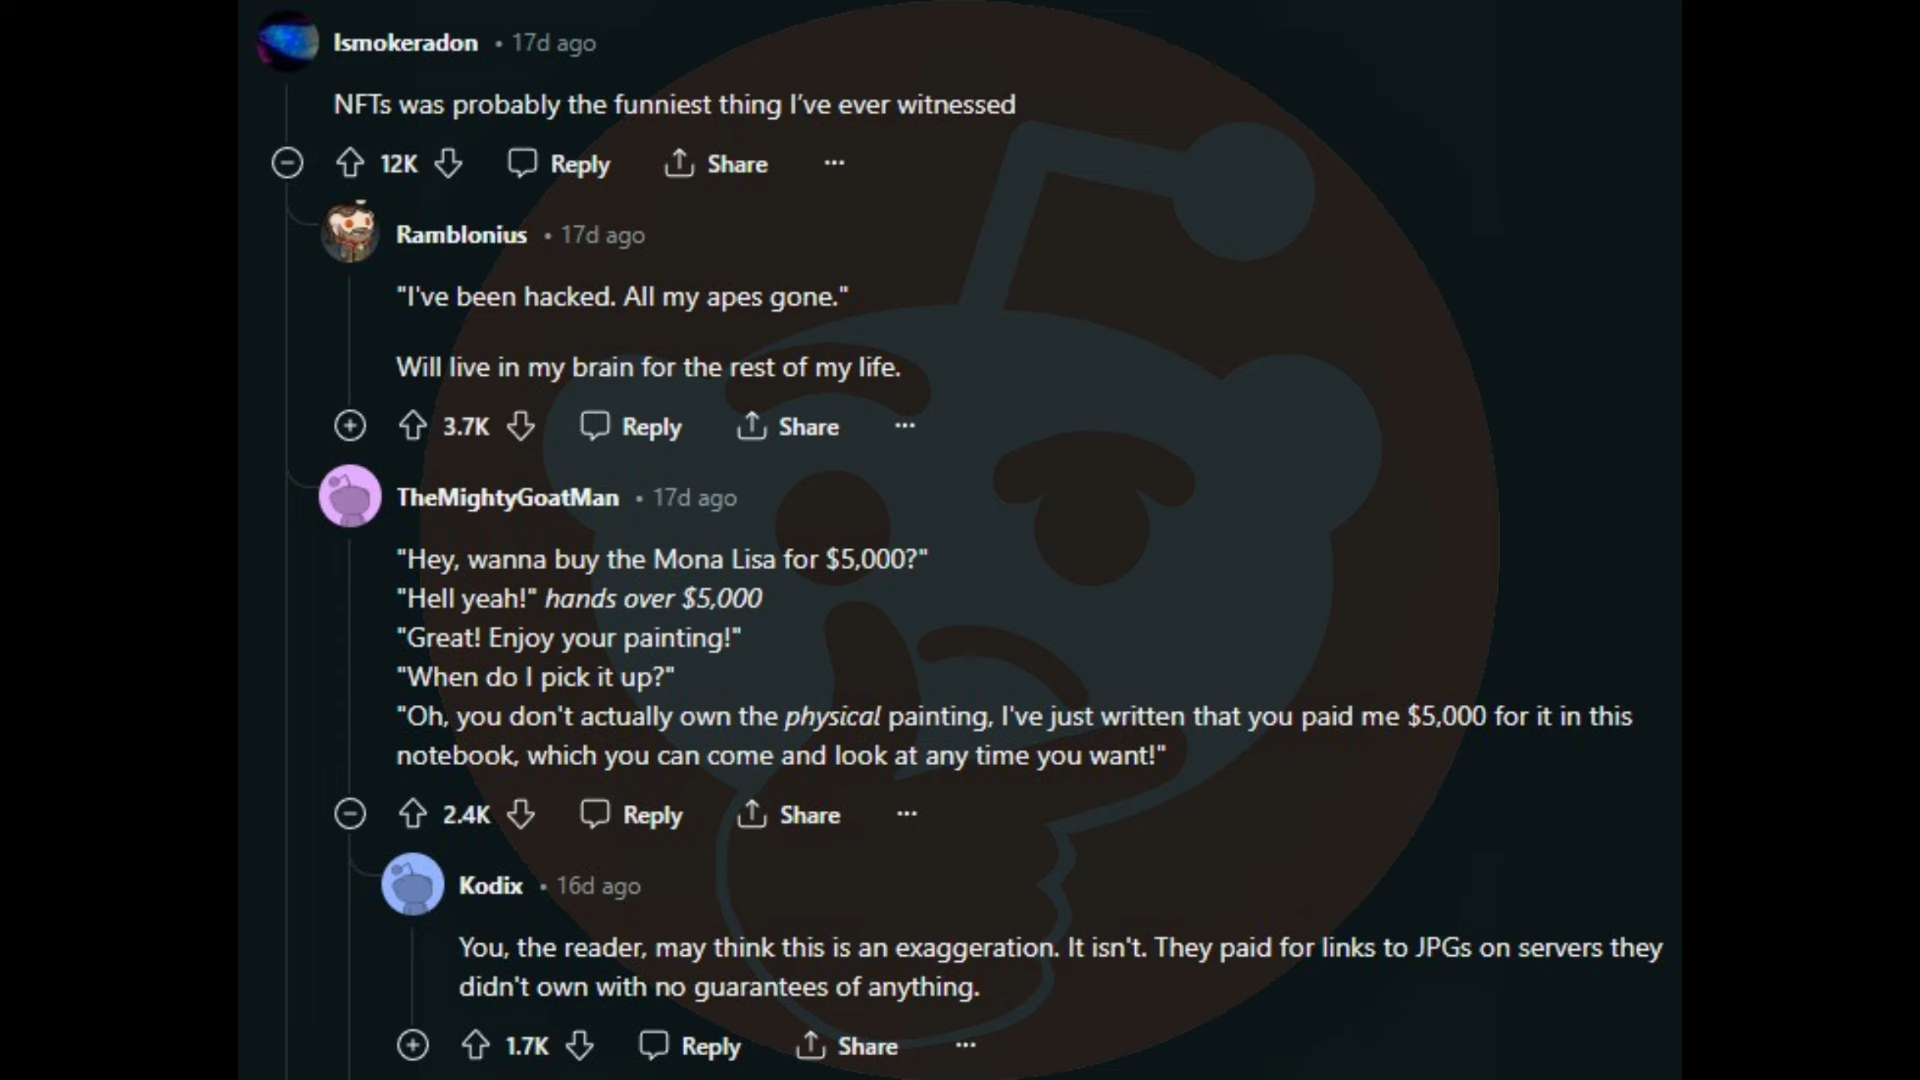 Ismokeradon • 17d ago
NFTs was probably the funniest thing I’ve ever witnessed
12K Reply Share ...
Ramblonius • 17d ago
"I've been hacked. All my apes gone."
Will live in my brain for the rest of my life.
3.7K Reply Share ...
TheMightyGoatMan • 17d ago
"Hey, wanna buy the Mona Lisa for $5,000?"
"Hell yeah!" hands over $5,000
"Great! Enjoy your painting!"
"When do I pick it up?"
"Oh, you don't actually own the physical painting, I've just written that you paid me $5,000 for it in this
notebook, which you can come and look at any time you want!"
2.4K Reply Share ...
Kodix • 16d ago
You, the reader, may think this is an exaggeration. It isn't. They paid for links to JPGs on servers they
didn't own with no guarantees of anything.
1.7K Reply Share ...